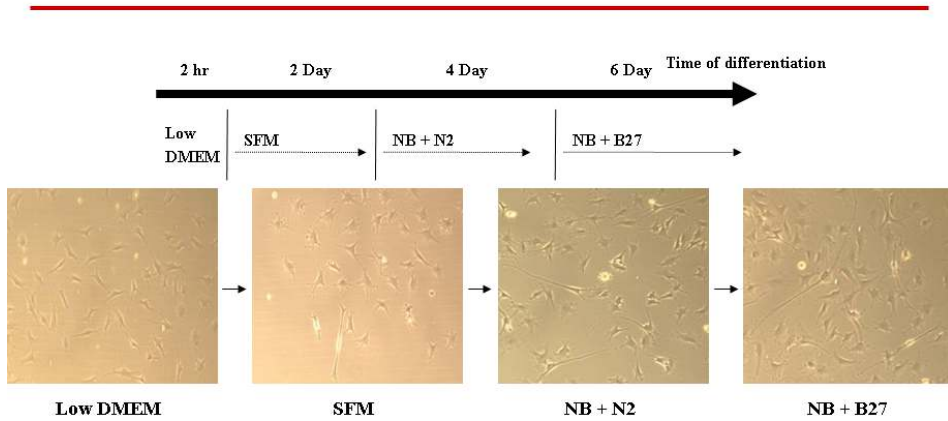 2 hr 2 Day 4 Day 6 Day Time of differentiation
Low
DMEM
SFM
NB + N2
NB + B27
Low DMEM SFM NB + N2 NB + B27